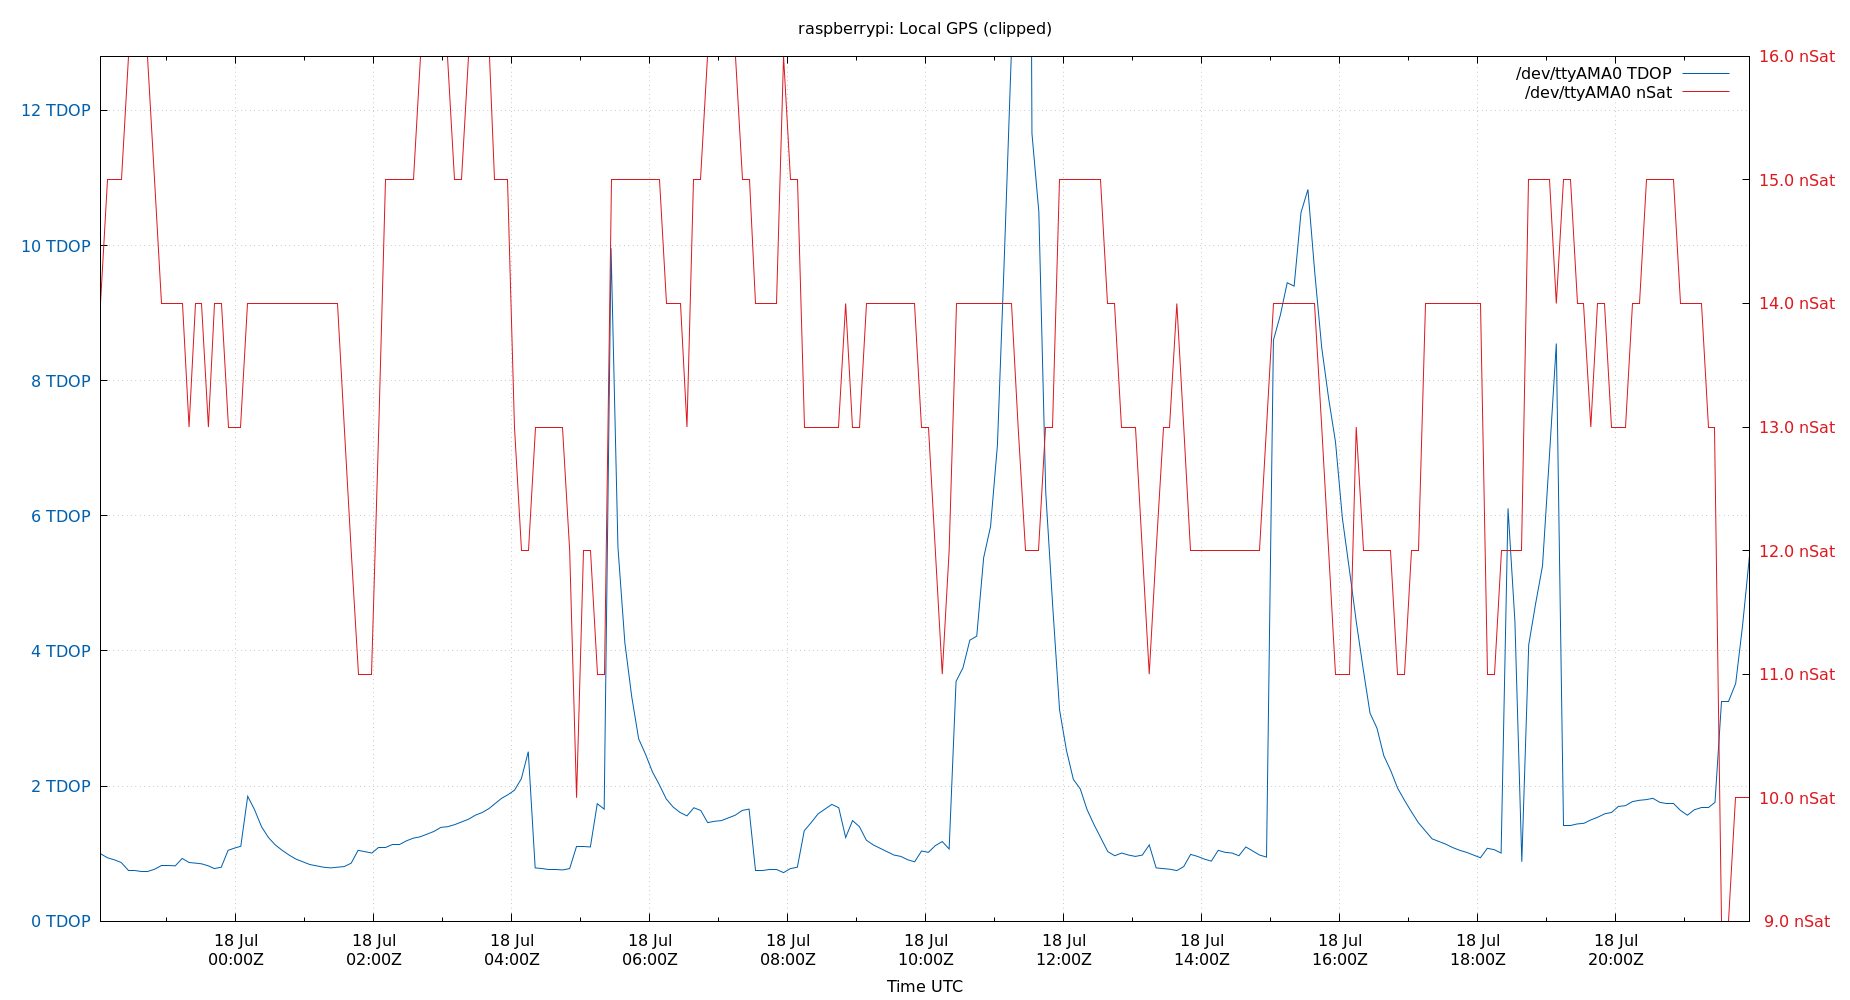 raspberrypi: Local GPS (clipped)
/dev/ttyAMA0 TDOP
/dev/ttyAMA0 nSat
12 TDOP
10 TDOP
8 TDOP
6 TDOP
4 TDOP
2 TDOP
0 TDOP
16.0 nSat
15.0 nSat
14.0 nSat
13.0 nSat
12.0 nSat
11.0 nSat
10.0 nSat
9.0 nSat
18 Jul
00:00Z
18 Jul
02:00Z
18 Jul
04:00Z
18 Jul
06:00Z
18 Jul
08:00Z
18 Jul
10:00Z
18 Jul
12:00Z
18 Jul
14:00Z
18 Jul
16:00Z
18 Jul
18:00Z
18 Jul
20:00Z
Time UTC